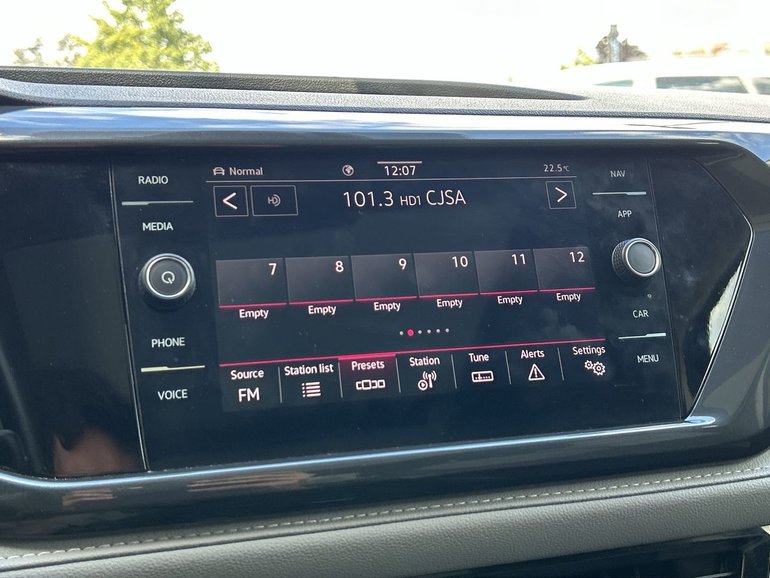 RADIO
MEDIA
PHONE
VOICE
Normal 12:07 22.5°C
< HD 101.3 HD1 CJSA >
7 8 9 10 11 12
Empty Empty Empty Empty Empty Empty
Source Station list Presets Station Tune Alerts Settings
FM
NAV
APP
CAR
MENU